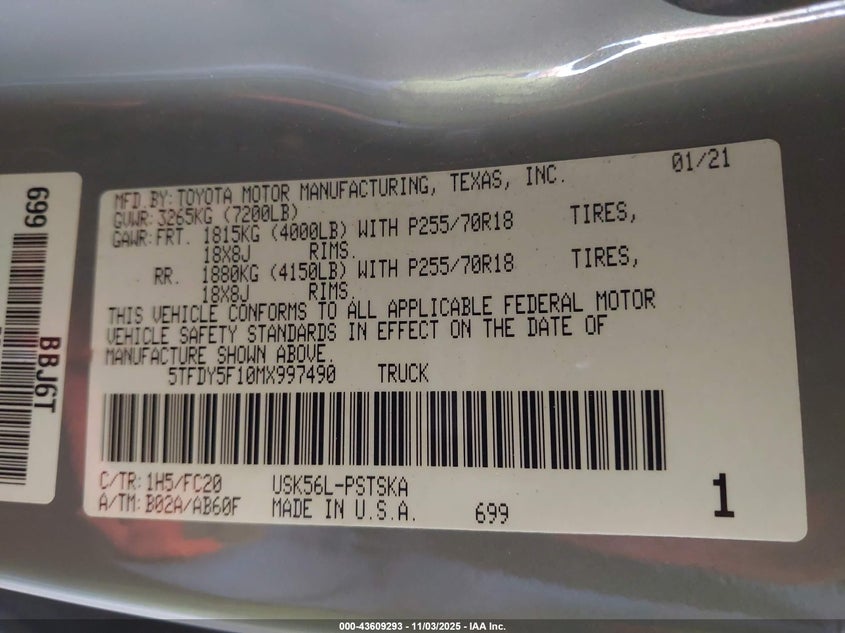 01/21
MFD.BY: TOYOTA MOTOR MANUFACTURING, TEXAS, INC.
GVWR: 3265KG (7200LB)
GAWR: FRT. 1815KG (4000LB) WITH P255/70R18 TIRES,
18X8J RIMS.
RR. 1880KG (4150LB) WITH P255/70R18 TIRES,
18X8J RIMS.
THIS VEHICLE CONFORMS TO ALL APPLICABLE FEDERAL MOTOR
VEHICLE SAFETY STANDARDS IN EFFECT ON THE DATE OF
MANUFACTURE SHOWN ABOVE.
5TFDY5F10MX997490 TRUCK
C/TR: 1H5/FC20 USK56L-PSTSKA
A/TM: B02A/AB60F MADE IN U.S.A. 699
1
699
BBJ6T
000-43609293 - 11/03/2025 - IAA Inc.